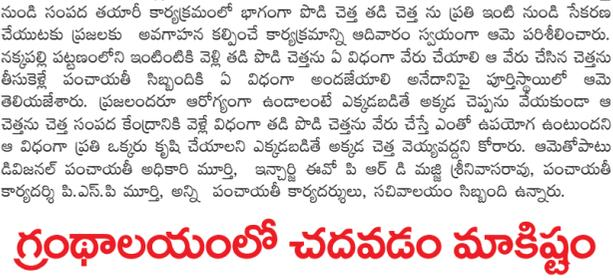 నుండి సంపద తయారీ కార్యక్రమంలో భాగంగా పొడి చెత్త తడి చెత్త ను ప్రతి ఇంటి నుండి సేకరణ
చేయుటకు ప్రజలకు అవగాహన కల్పించే కార్యక్రమాన్ని ఆదివారం స్వయంగా ఆమె పరిశీలించారు.
నక్కపల్లి పట్టణంలోని ఇంటింటికి వెళ్లి తడి పొడి చెత్తను ఏ విధంగా వేరు చేయాలి ఆ వేరు చేసిన చెత్తను
తీసుకెళ్లే పంచాయతీ సిబ్బందికి ఏ విధంగా అందజేయాలి అనేదానిపై పూర్తిస్థాయిలో ఆమె
తెలియజేశారు. ప్రజలందరూ ఆరోగ్యంగా ఉండాలంటే ఎక్కడబడితే అక్కడ చెప్పను వేయకుండా ఆ
చెత్తను చెత్త సంపద కేంద్రానికి వెళ్లే విధంగా తడి పొడి చెత్తను వేరు చేస్తే ఎంతో ఉపయోగ ఉంటుందని
ఆ విధంగా ప్రతి ఒక్కరు కృషి చేయాలని ఎక్కడబడితే అక్కడ చెత్త వెయ్యవద్దని కోరారు. ఆమెతోపాటు
డివిజనల్ పంచాయతీ అధికారి మూర్తి, ఇన్చార్జి ఈవో పి ఆర్ డి మజ్జి శ్రీనివాసరావు, పంచాయతీ
కార్యదర్శి పి.ఎస్.పి మూర్తి, అన్ని పంచాయతీ కార్యదర్శులు, సచివాలయం సిబ్బంది ఉన్నారు.
గ్రంథాలయంలో చదవడం మాకిష్టం